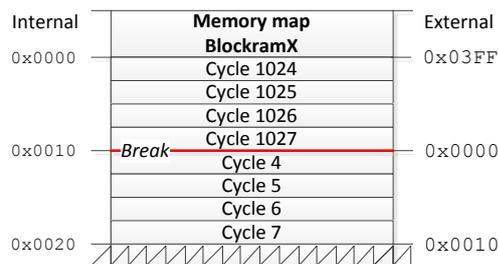 Internal Memory map External
BlockramX
0x0000 0x03FF
Cycle 1024
Cycle 1025
Cycle 1026
Cycle 1027
0x0010 Break 0x0000
Cycle 4
Cycle 5
Cycle 6
Cycle 7
0x0020 0x0010